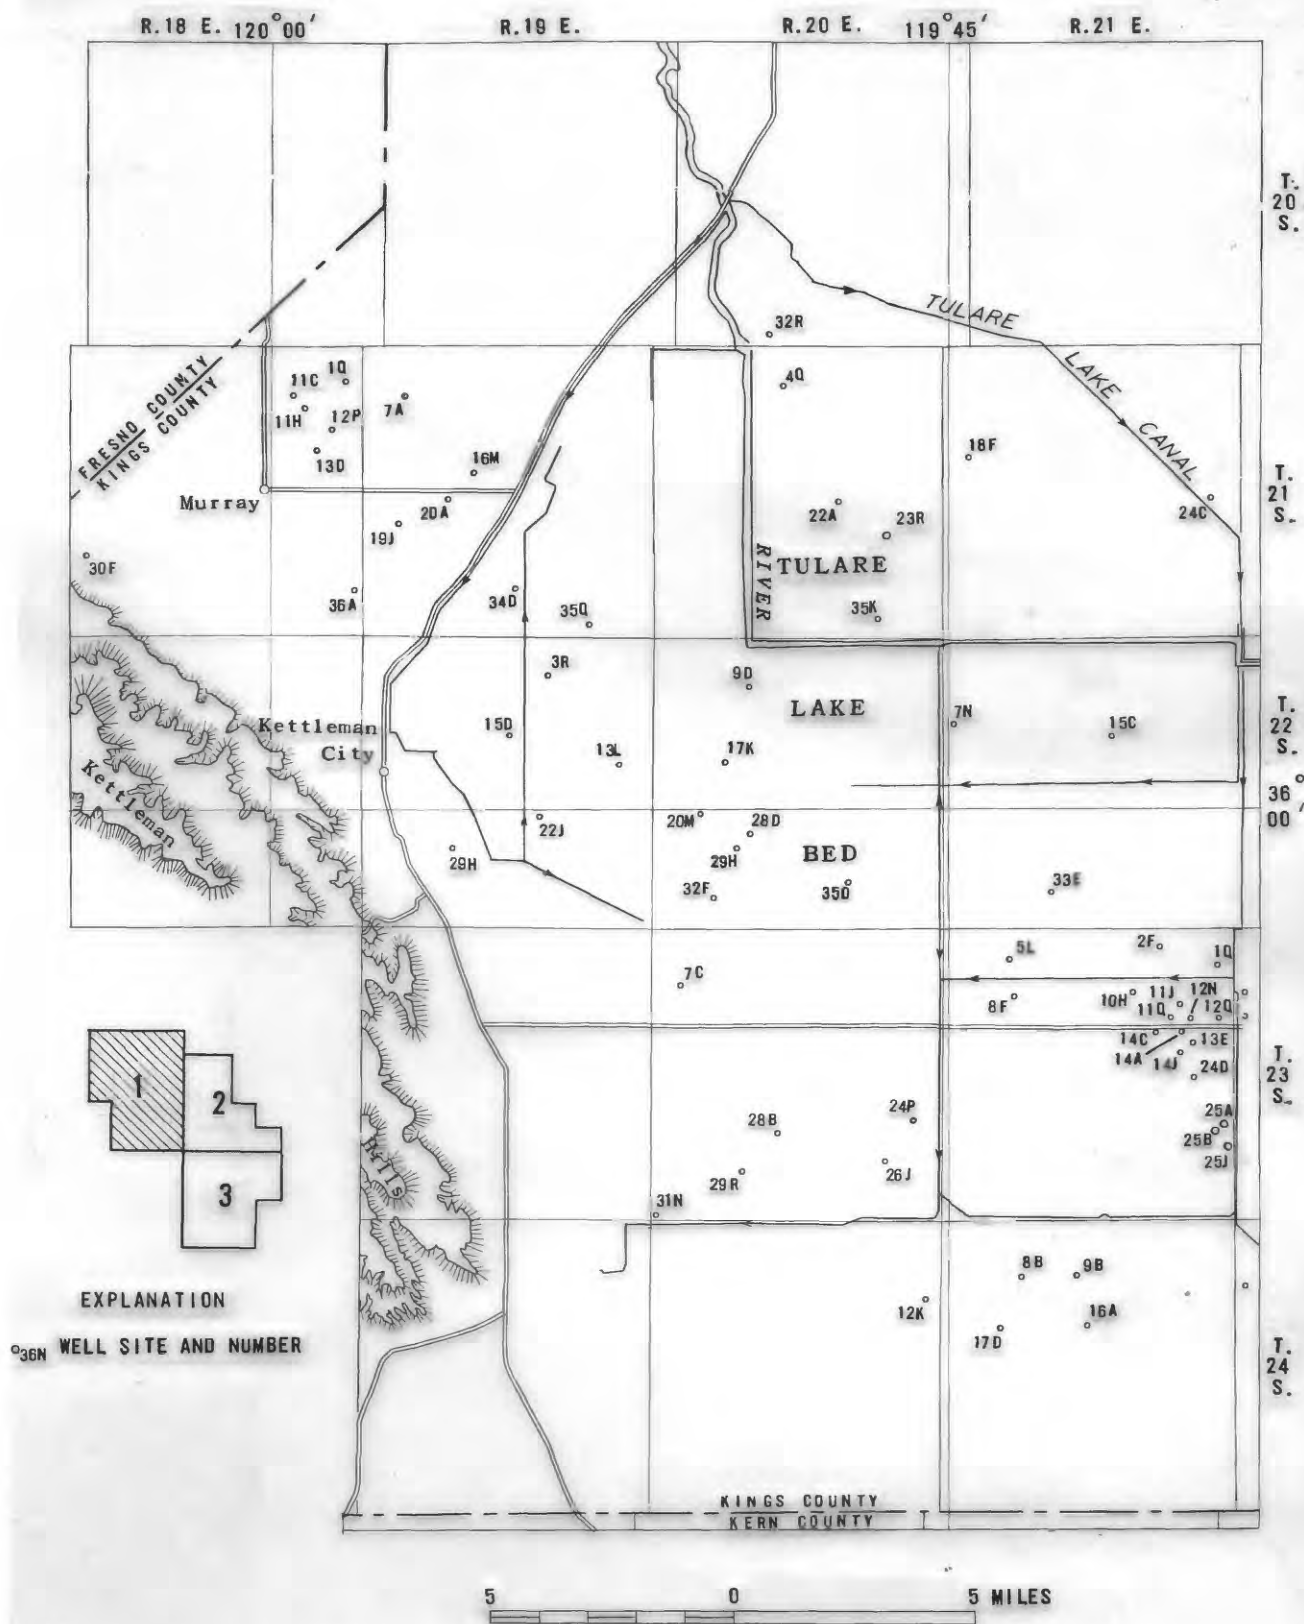 R.18 E. 120°00′ R.19 E. R.20 E. 119°45′ R.21 E.
T.
20
S.
TULARE
LAKE
CANAL
32R
FRESNO COUNTY
KINGS COUNTY
11C
1Q
11H
12P
7A
13D
16M
Murray
20A
19J
30F
36A
34D
35Q
4Q
18F
22A
23R
24C
T.
21
S.
RIVER
TULARE
35K
3R
9D
LAKE
7N
15C
T.
22
S.
Kettleman
City
15D
13L
17K
Kettleman
36°
00′
22J
20M
28D
29H
29H
BED
32F
35D
33E
7C
5L
2F
1Q
8F
10H
11J
12N
11Q
12Q
14C
13E
14A
14J
24D
T.
23
S.
1
2
3
Hills
28B
24P
25A
25B
25J
29R
26J
31N
EXPLANATION
36N WELL SITE AND NUMBER
8B
9B
12K
17D
16A
T.
24
S.
KINGS COUNTY
KERN COUNTY
5 0 5 MILES